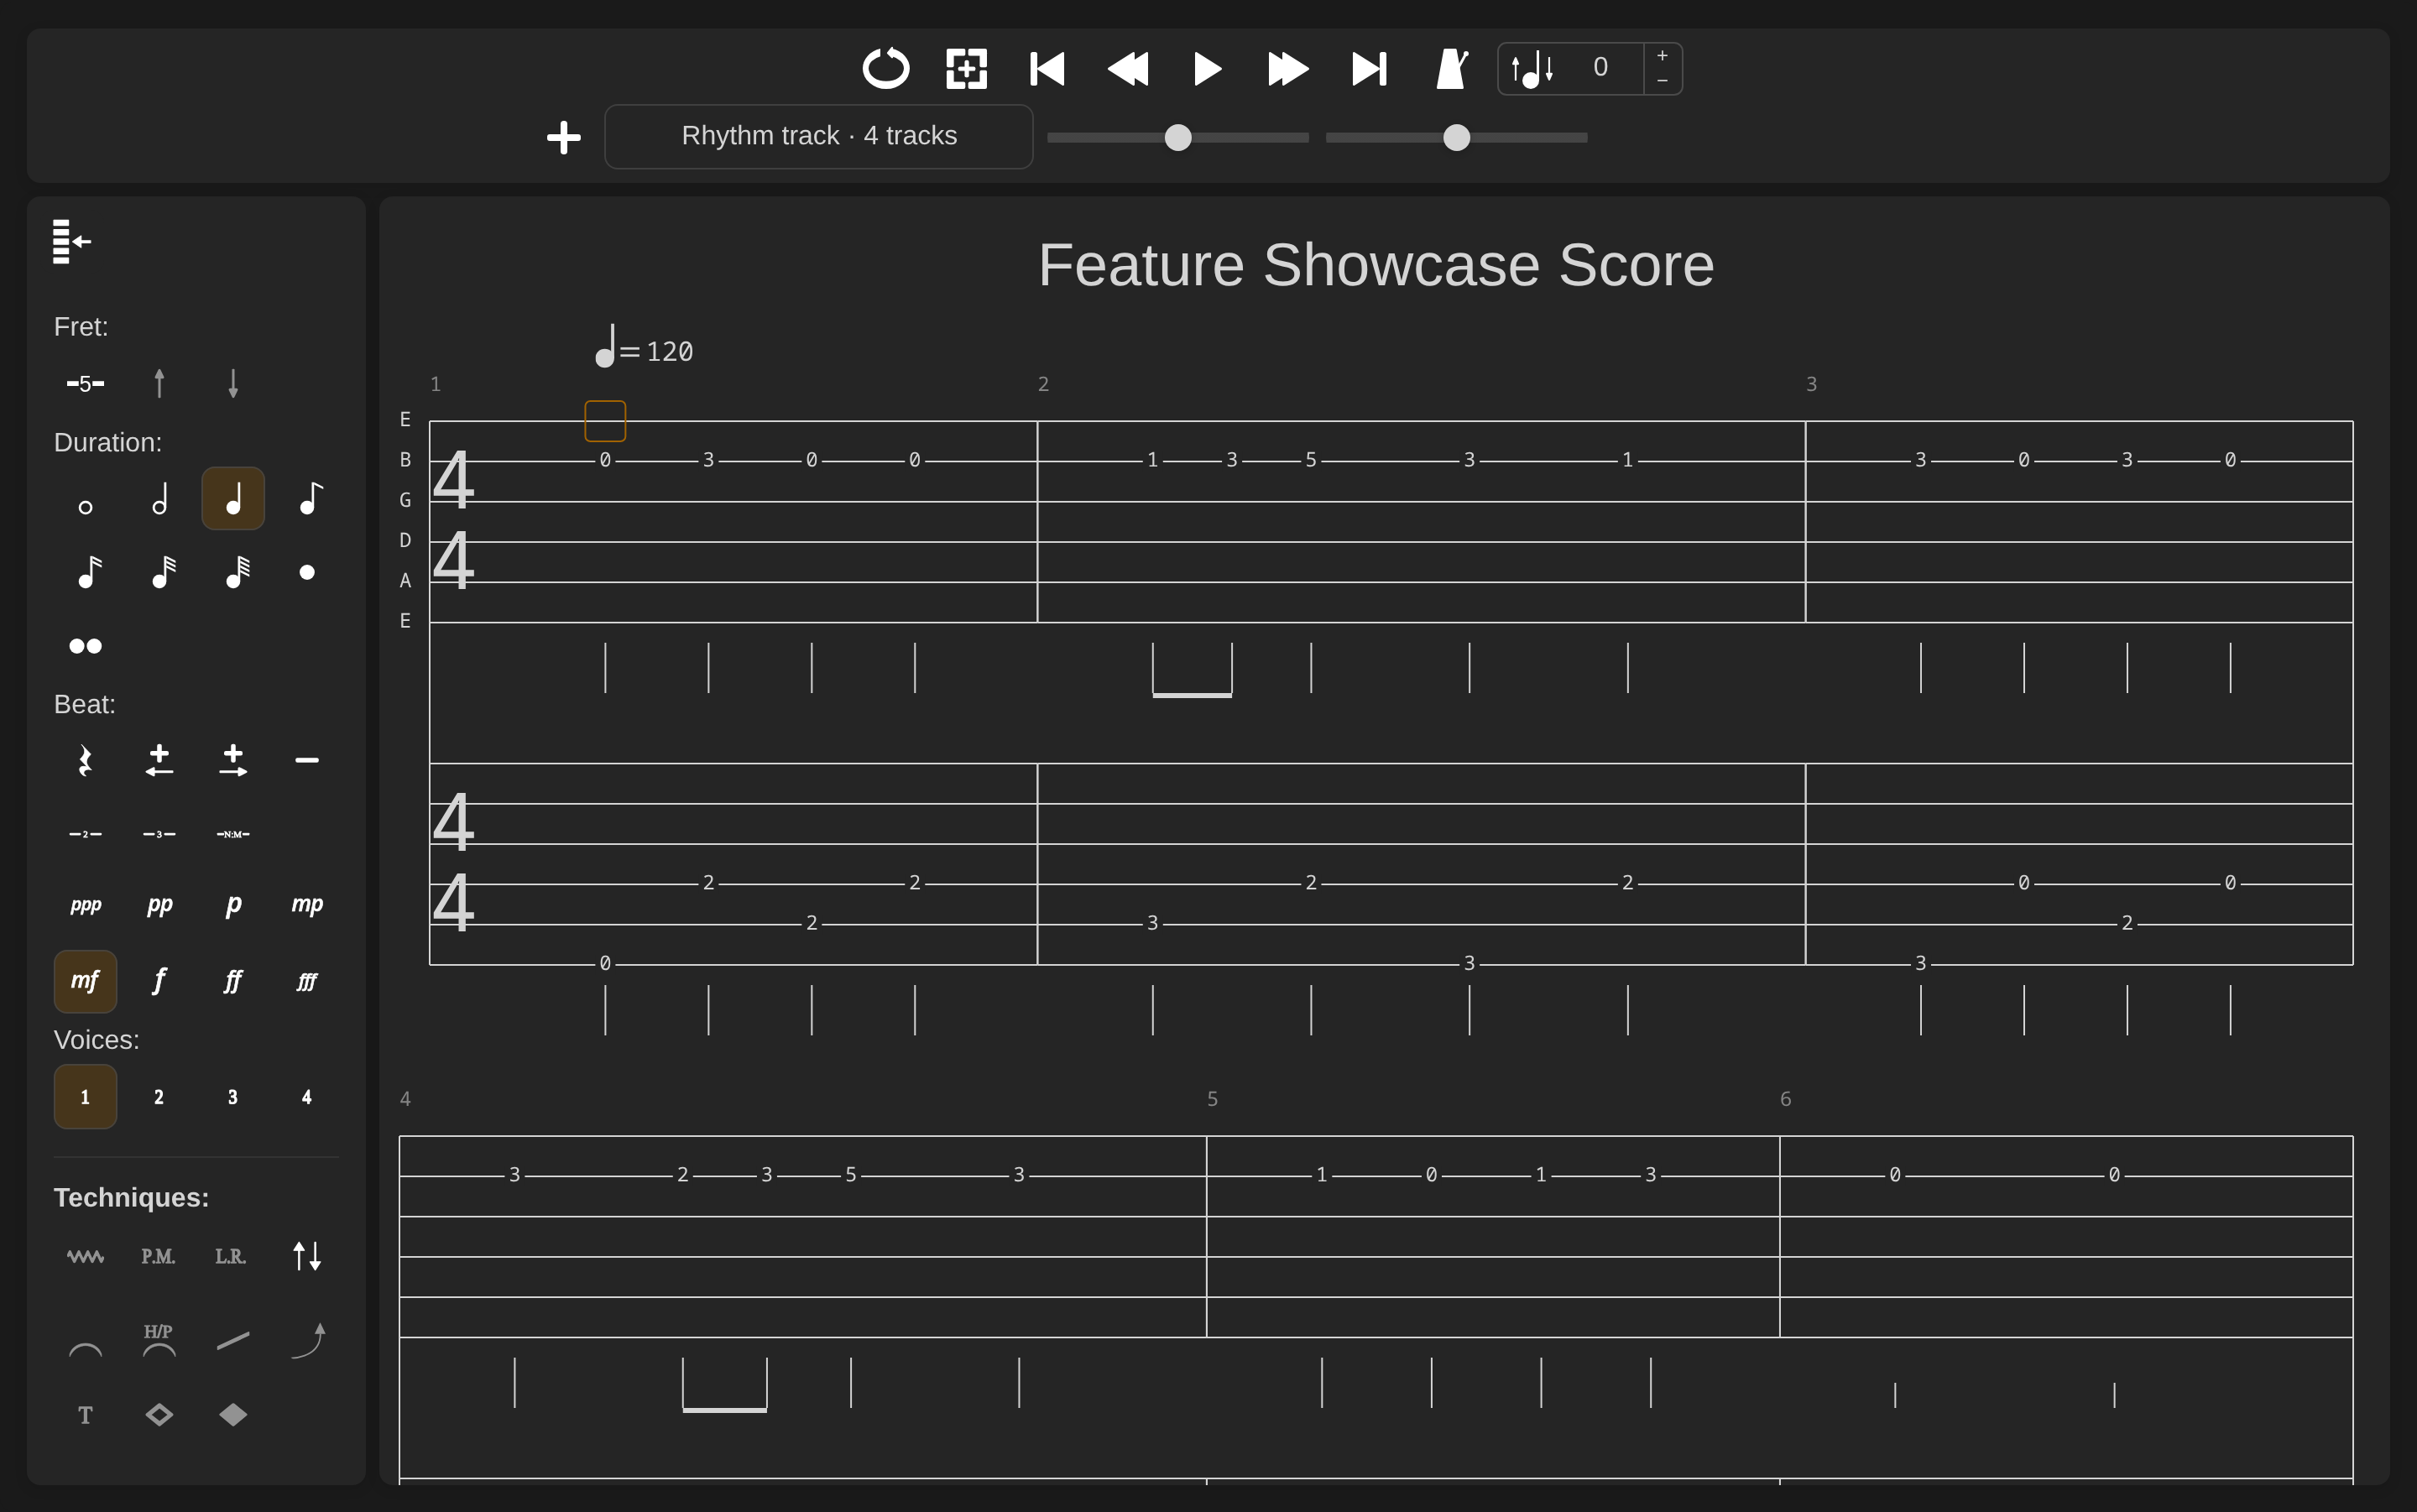 0 + −
Rhythm track · 4 tracks
Feature Showcase Score
Fret:
5
Duration:
Beat:
2 3 N:M
ppp pp p mp
mf f ff fff
Voices:
1 2 3 4
Techniques:
P.M. L.R.
H/P
T
=120
1 2 3
E
B 0 3 0 0 1 3 5 3 1 3 0 3 0
G
D
A
E
4
4
4
4
2 2 2 2 0 0
2 3 2
0 3 3
4 5 6
3 2 3 5 3 1 0 1 3 0 0